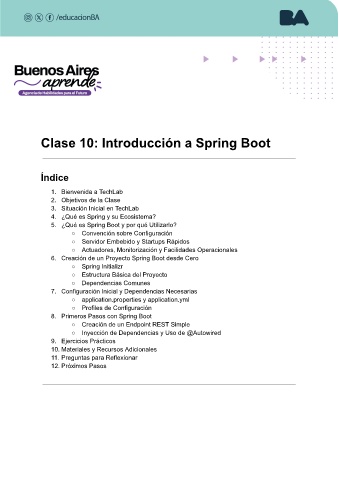 /educacionBA
BA
Buenos Aires
aprende
Agencia de Habilidades para el Futuro
Clase 10: Introducción a Spring Boot
Índice
1. Bienvenida a TechLab
2. Objetivos de la Clase
3. Situación Inicial en TechLab
4. ¿Qué es Spring y su Ecosistema?
5. ¿Qué es Spring Boot y por qué Utilizarlo?
○ Convención sobre Configuración
○ Servidor Embebido y Startups Rápidos
○ Actuadores, Monitorización y Facilidades Operacionales
6. Creación de un Proyecto Spring Boot desde Cero
○ Spring Initializr
○ Estructura Básica del Proyecto
○ Dependencias Comunes
7. Configuración Inicial y Dependencias Necesarias
○ application.properties y application.yml
○ Profiles de Configuración
8. Primeros Pasos con Spring Boot
○ Creación de un Endpoint REST Simple
○ Inyección de Dependencias y Uso de @Autowired
9. Ejercicios Prácticos
10. Materiales y Recursos Adicionales
11. Preguntas para Reflexionar
12. Próximos Pasos